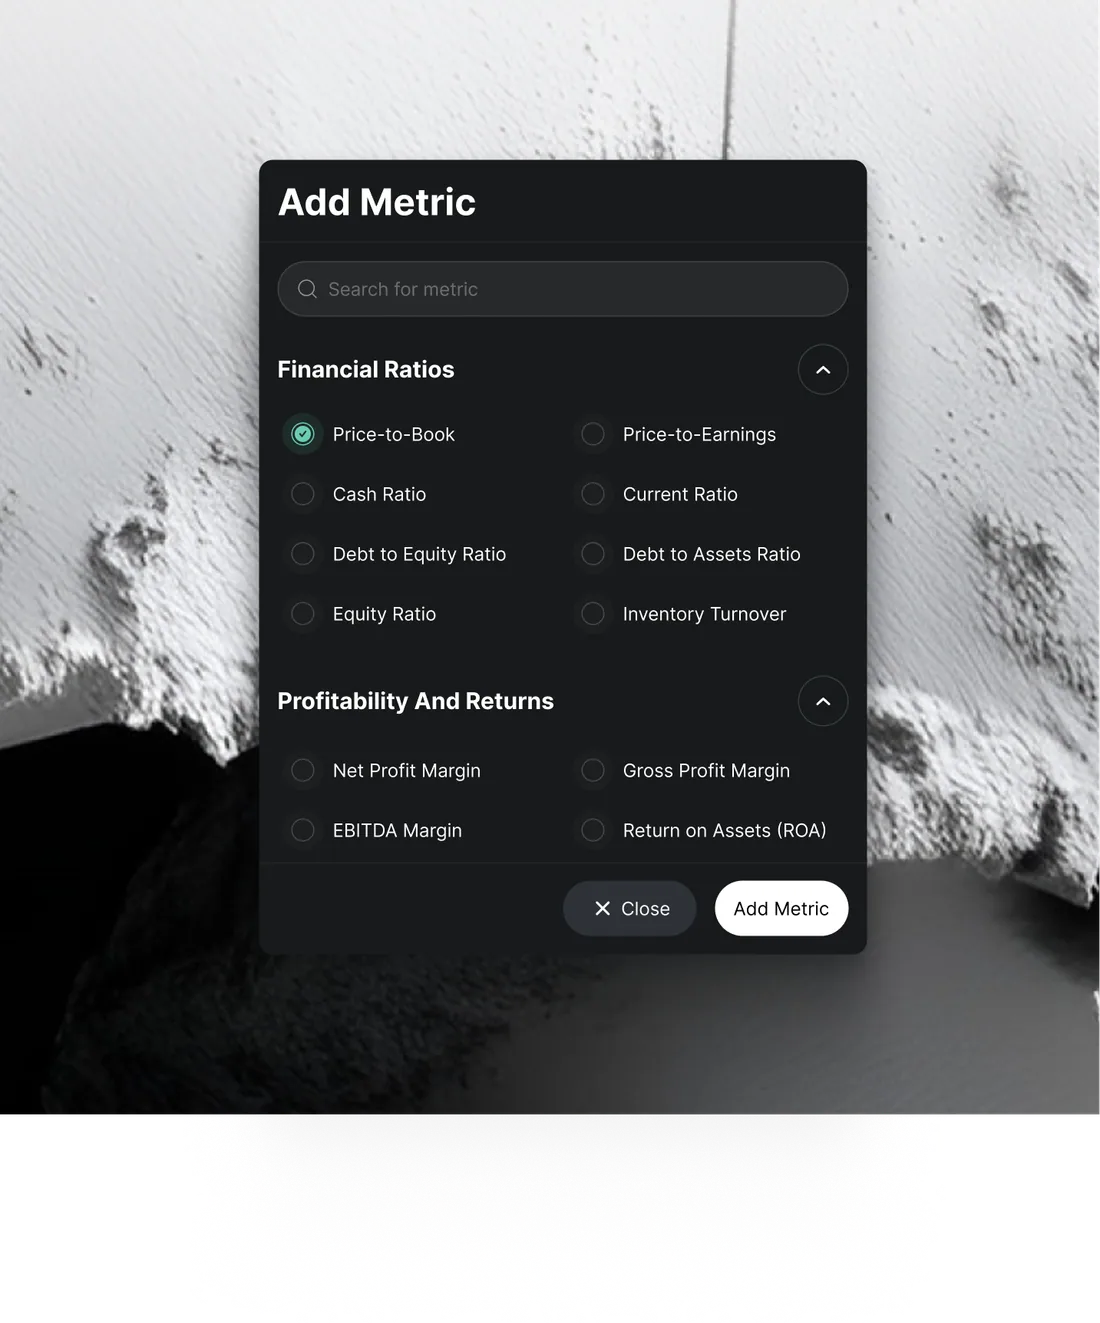 Add Metric
Search for metric
Financial Ratios
Price-to-Book
Price-to-Earnings
Cash Ratio
Current Ratio
Debt to Equity Ratio
Debt to Assets Ratio
Equity Ratio
Inventory Turnover
Profitability And Returns
Net Profit Margin
Gross Profit Margin
EBITDA Margin
Return on Assets (ROA)
Close
Add Metric